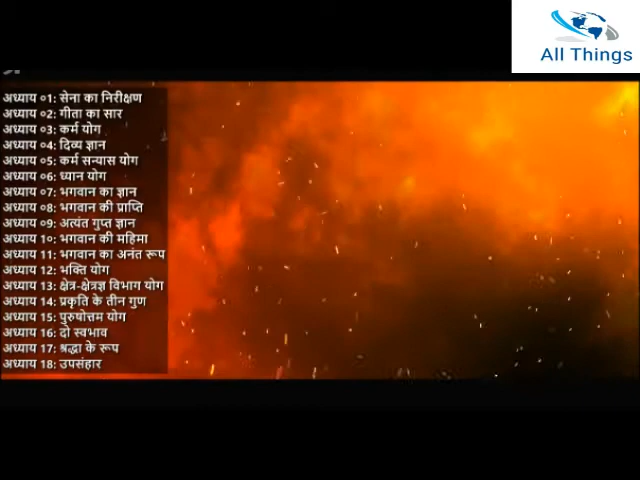 All Things
अध्याय ०1: सेना का निरीक्षण
अध्याय ०2: गीता का सार
अध्याय ०3: कर्म योग
अध्याय ०4: दिव्य ज्ञान
अध्याय ०5: कर्म सन्यास योग
अध्याय ०6: ध्यान योग
अध्याय ०7: भगवान का ज्ञान
अध्याय ०8: भगवान की प्राप्ति
अध्याय ०9: अत्यंत गुप्त ज्ञान
अध्याय 10: भगवान की महिमा
अध्याय 11: भगवान का अनंत रूप
अध्याय 12: भक्ति योग
अध्याय 13: क्षेत्र-क्षेत्रज्ञ विभाग योग
अध्याय 14: प्रकृति के तीन गुण
अध्याय 15: पुरुषोत्तम योग
अध्याय 16: दो स्वभाव
अध्याय 17: श्रद्धा के रूप
अध्याय 18: उपसंहार